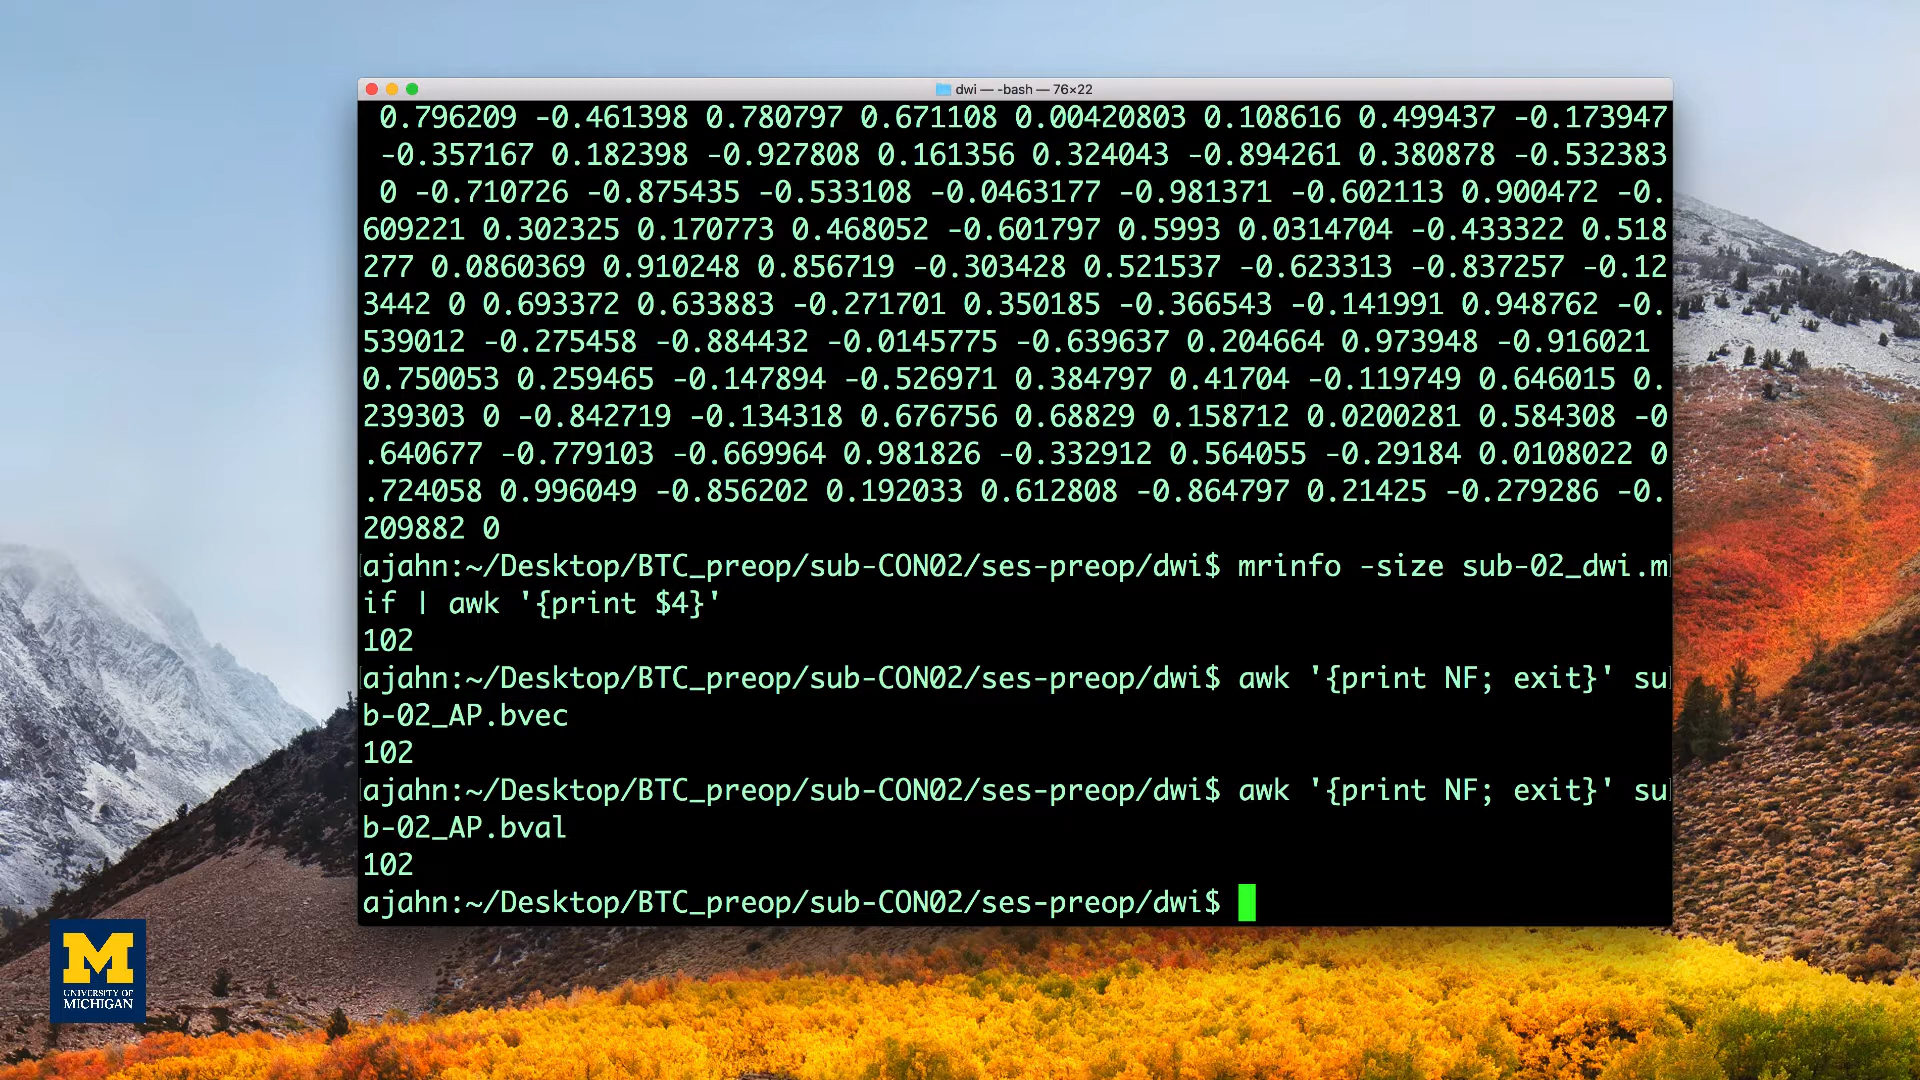 dwi — -bash — 76×22
0.796209 -0.461398 0.780797 0.671108 0.00420803 0.108616 0.499437 -0.173947
-0.357167 0.182398 -0.927808 0.161356 0.324043 -0.894261 0.380878 -0.532383
0 -0.710726 -0.875435 -0.533108 -0.0463177 -0.981371 -0.602113 0.900472 -0.
609221 0.302325 0.170773 0.468052 -0.601797 0.5993 0.0314704 -0.433322 0.518
277 0.0860369 0.910248 0.856719 -0.303428 0.521537 -0.623313 -0.837257 -0.12
3442 0 0.693372 0.633883 -0.271701 0.350185 -0.366543 -0.141991 0.948762 -0.
539012 -0.275458 -0.884432 -0.0145775 -0.639637 0.204664 0.973948 -0.916021
0.750053 0.259465 -0.147894 -0.526971 0.384797 0.41704 -0.119749 0.646015 0.
239303 0 -0.842719 -0.134318 0.676756 0.68829 0.158712 0.0200281 0.584308 -0
.640677 -0.779103 -0.669964 0.981826 -0.332912 0.564055 -0.29184 0.0108022 0
.724058 0.996049 -0.856202 0.192033 0.612808 -0.864797 0.21425 -0.279286 -0.
209882 0
ajahn:~/Desktop/BTC_preop/sub-CON02/ses-preop/dwi$ mrinfo -size sub-02_dwi.m
if | awk '{print $4}'
102
ajahn:~/Desktop/BTC_preop/sub-CON02/ses-preop/dwi$ awk '{print NF; exit}' su
b-02_AP.bvec
102
ajahn:~/Desktop/BTC_preop/sub-CON02/ses-preop/dwi$ awk '{print NF; exit}' su
b-02_AP.bval
102
ajahn:~/Desktop/BTC_preop/sub-CON02/ses-preop/dwi$
M
UNIVERSITY OF
MICHIGAN